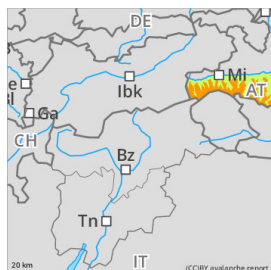 DE
Mi
Ibk
AT
Ga
CH
Bz
Tn
20 km
IT
(CC)BY avalanche.report